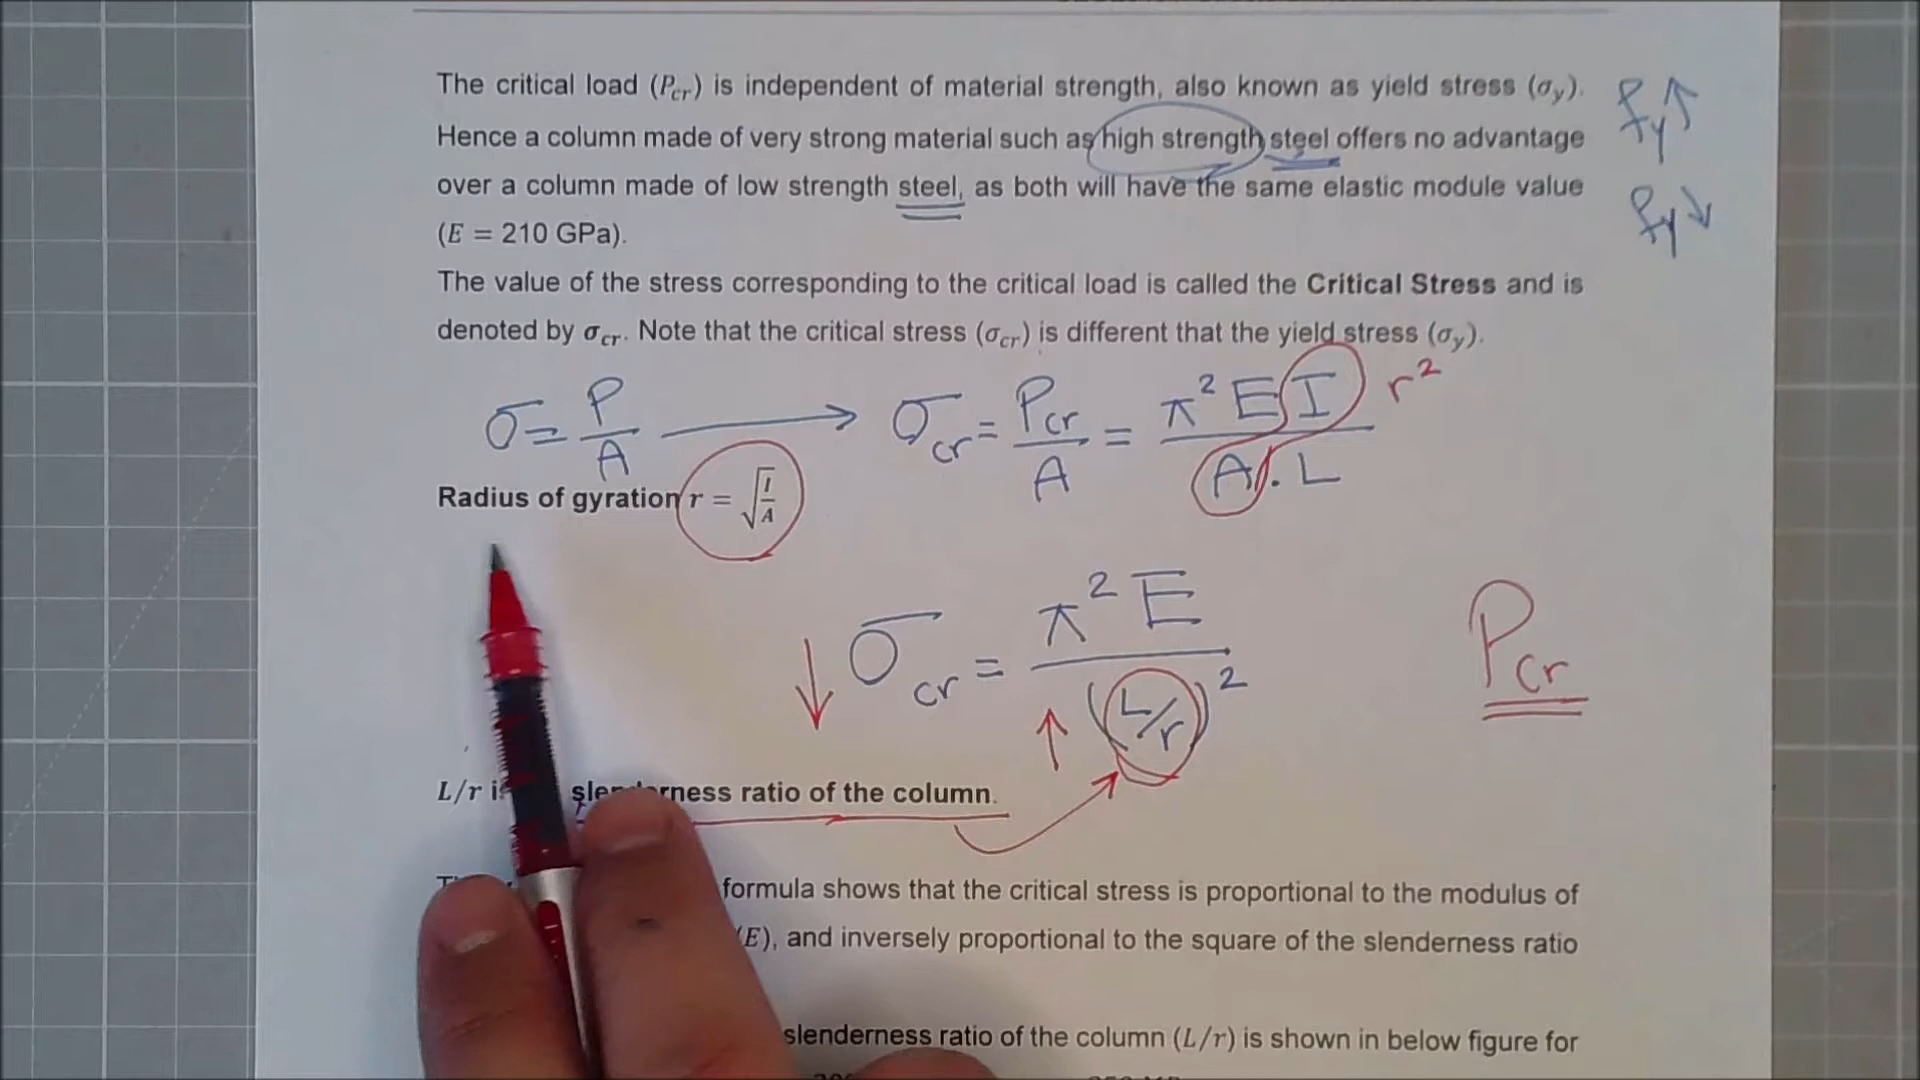 The critical load (P_cr) is independent of material strength, also known as yield stress (σ_y).
Hence a column made of very strong material such as high strength steel offers no advantage
over a column made of low strength steel, as both will have the same elastic module value
(E = 210 GPa).
The value of the stress corresponding to the critical load is called the Critical Stress and is
denoted by σ_cr. Note that the critical stress (σ_cr) is different that the yield stress (σ_y).
fy↑
fy↓
σ = P/A → σ_cr = P_cr/A = π² E I / A . L r²
Radius of gyration r = √(I/A)
↓ σ_cr = π² E / ↑ (L/r)²
P_cr
L/r slenderness ratio of the column.
formula shows that the critical stress is proportional to the modulus of
(E), and inversely proportional to the square of the slenderness ratio
slenderness ratio of the column (L/r) is shown in below figure for